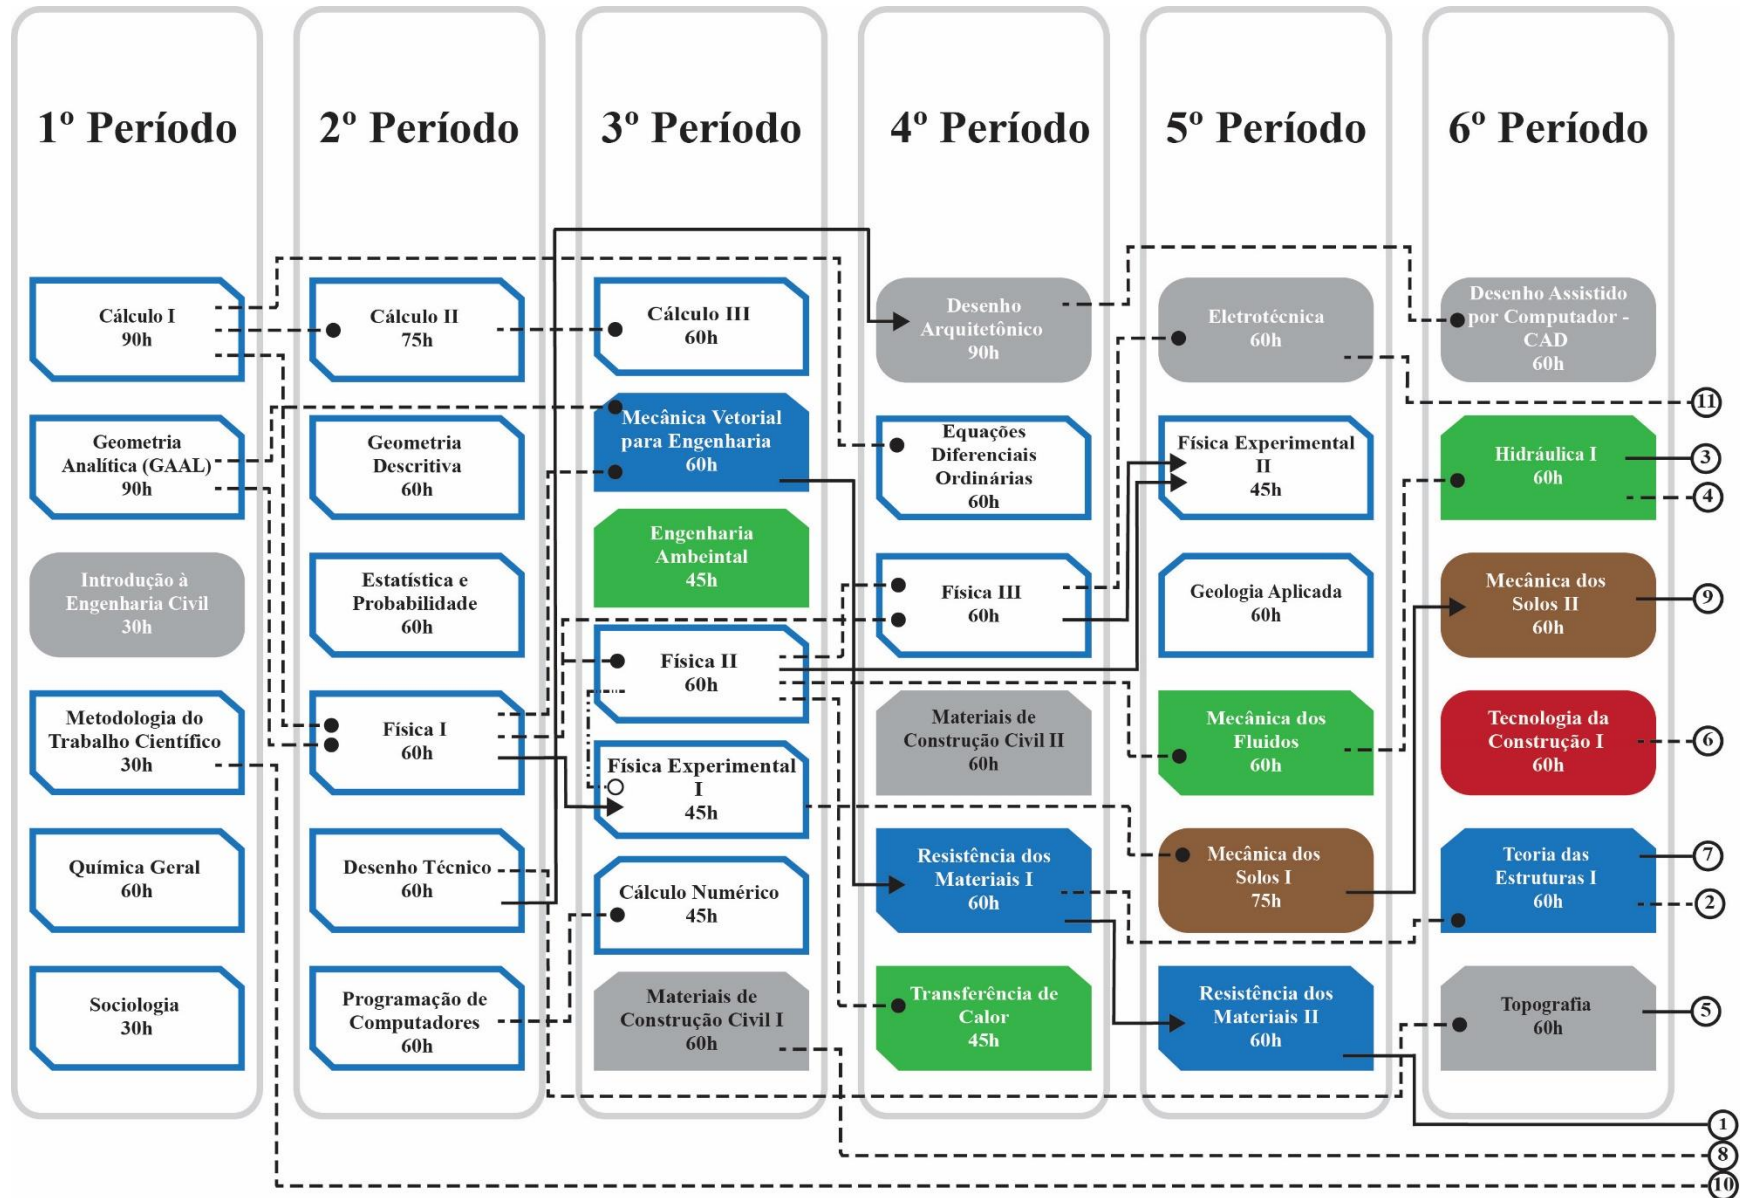 1º Período
2º Período
3º Período
4º Período
5º Período
6º Período
Cálculo I
90h
Geometria
Analítica (GAAL)
90h
Introdução à
Engenharia Civil
30h
Metodologia do
Trabalho Científico
30h
Química Geral
60h
Sociologia
30h
Cálculo II
75h
Geometria
Descritiva
60h
Estatística e
Probabilidade
60h
Física I
60h
Desenho Técnico
60h
Programação de
Computadores
60h
Cálculo III
60h
Mecânica Vetorial
para Engenharia
60h
Engenharia
Ambeintal
45h
Física II
60h
Física Experimental
I
45h
Cálculo Numérico
45h
Materiais de
Construção Civil I
60h
Desenho
Arquitetônico
90h
Equações
Diferenciais
Ordinárias
60h
Física III
60h
Materiais de
Construção Civil II
60h
Resistência dos
Materiais I
60h
Transferência de
Calor
45h
Eletrotécnica
60h
Física Experimental
II
45h
Geologia Aplicada
60h
Mecânica dos
Fluidos
60h
Mecânica dos
Solos I
75h
Resistência dos
Materiais II
60h
Desenho Assistido
por Computador -
CAD
60h
Hidráulica I
60h
Mecânica dos
Solos II
60h
Tecnologia da
Construção I
60h
Teoria das
Estruturas I
60h
Topografia
60h
11
3
4
9
6
7
2
5
1
8
10